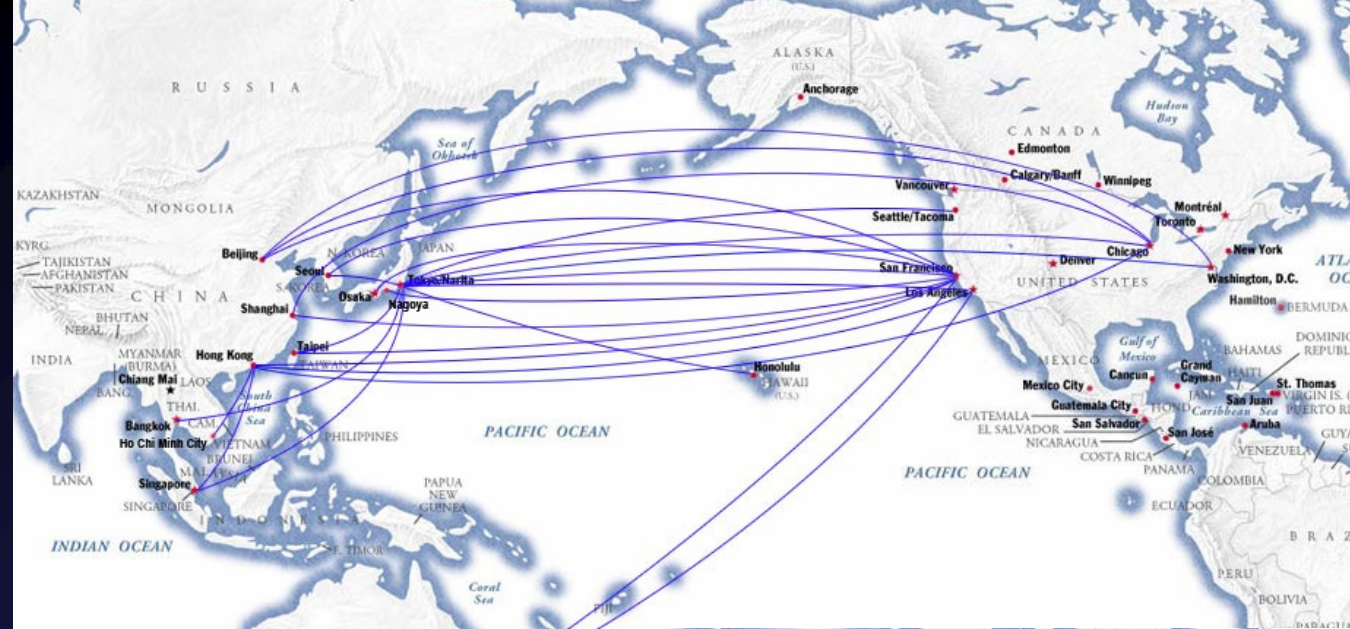 ALASKA
(U.S.)
RUSSIA
Anchorage
Hudson
Bay
CANADA
Sea of
Okhotsk
Edmonton
Calgary/Banff
Winnipeg
Vancouver
KAZAKHSTAN
MONGOLIA
Montréal
Seattle/Tacoma
Toronto
KYRG.
Beijing
N. KOREA
JAPAN
Chicago
New York
TAJIKISTAN
AFGHANISTAN
PAKISTAN
Seoul
San Francisco
Denver
Washington, D.C.
Tokyo/Narita
UNITED STATES
S. KOREA
Osaka
Los Angeles
CHINA
Nagoya
Hamilton
BERMUDA
Shanghai
BHUTAN
NEPAL
Gulf of
Mexico
BAHAMAS
Taipei
TAIWAN
Hong Kong
INDIA
MYANMAR
(BURMA)
LAOS
MEXICO
Honolulu
HAWAII
(U.S.)
Grand
Cayman
HAITI
Cancun
Chiang Mai
BANG.
Mexico City
St. Thomas
JAM.
San Juan
VIRGIN IS.
South
China
Sea
THAI.
CAM
Guatemala City
HOND
Caribbean Sea
GUATEMALA
San Salvador
EL SALVADOR
Aruba
Bangkok
Ho Chi Minh City
VIETNAM
PHILIPPINES
PACIFIC OCEAN
San José
NICARAGUA
COSTA RICA
VENEZUELA
BRUNEI
PANAMA
SRI
LANKA
PACIFIC OCEAN
COLOMBIA
Singapore
SINGAPORE
PAPUA
NEW
GUINEA
ECUADOR
INDONESIA
INDIAN OCEAN
E. TIMOR
PERU
Coral
Sea
FIJI
BOLIVIA